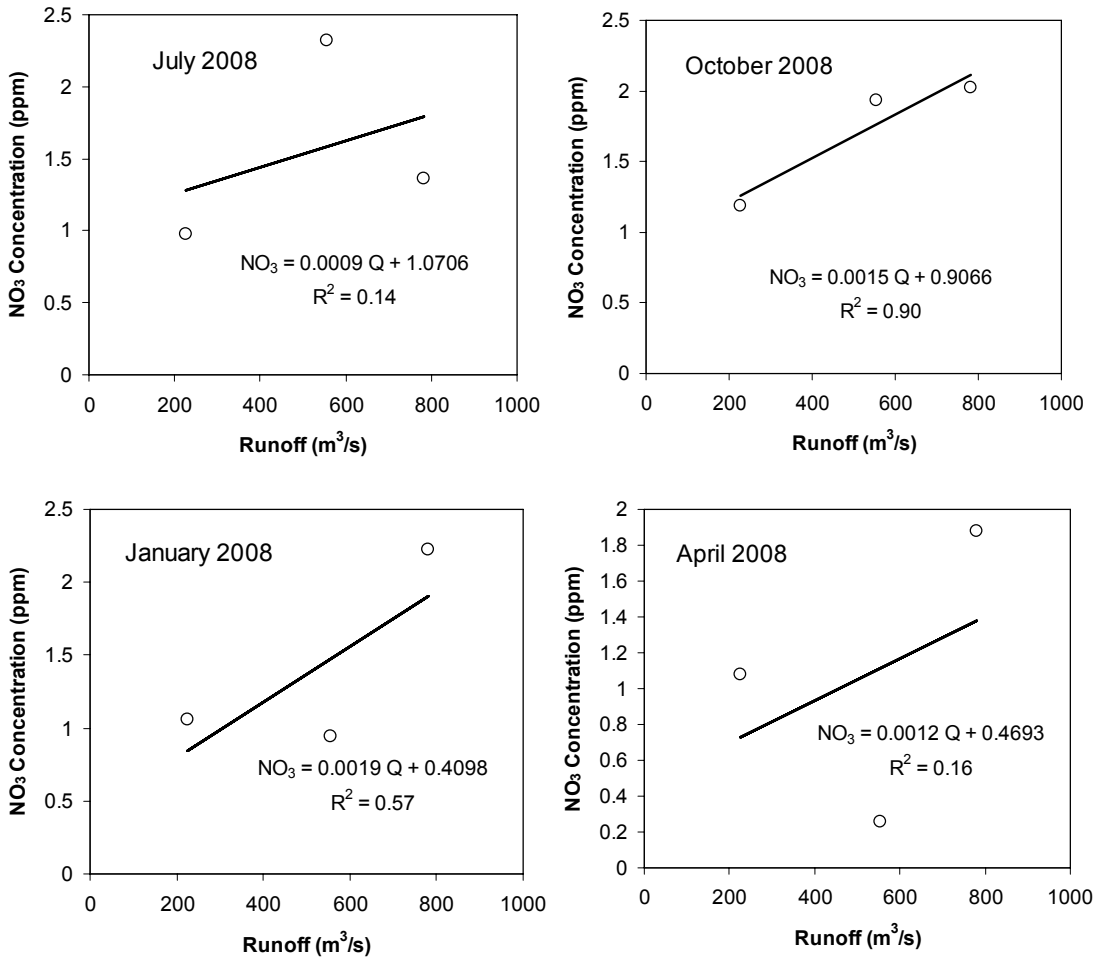 July 2008
NO₃ Concentration (ppm)
2.5
2
1.5
1
0.5
0
NO₃ = 0.0009 Q + 1.0706
R² = 0.14
0 200 400 600 800 1000
Runoff (m³/s)
October 2008
NO₃ Concentration (ppm)
2.5
2
1.5
1
0.5
0
NO₃ = 0.0015 Q + 0.9066
R² = 0.90
0 200 400 600 800 1000
Runoff (m³/s)
January 2008
NO₃ Concentration (ppm)
2.5
2
1.5
1
0.5
0
NO₃ = 0.0019 Q + 0.4098
R² = 0.57
0 200 400 600 800 1000
Runoff (m³/s)
April 2008
NO₃ Concentration (ppm)
2
1.8
1.6
1.4
1.2
1
0.8
0.6
0.4
0.2
0
NO₃ = 0.0012 Q + 0.4693
R² = 0.16
0 200 400 600 800 1000
Runoff (m³/s)